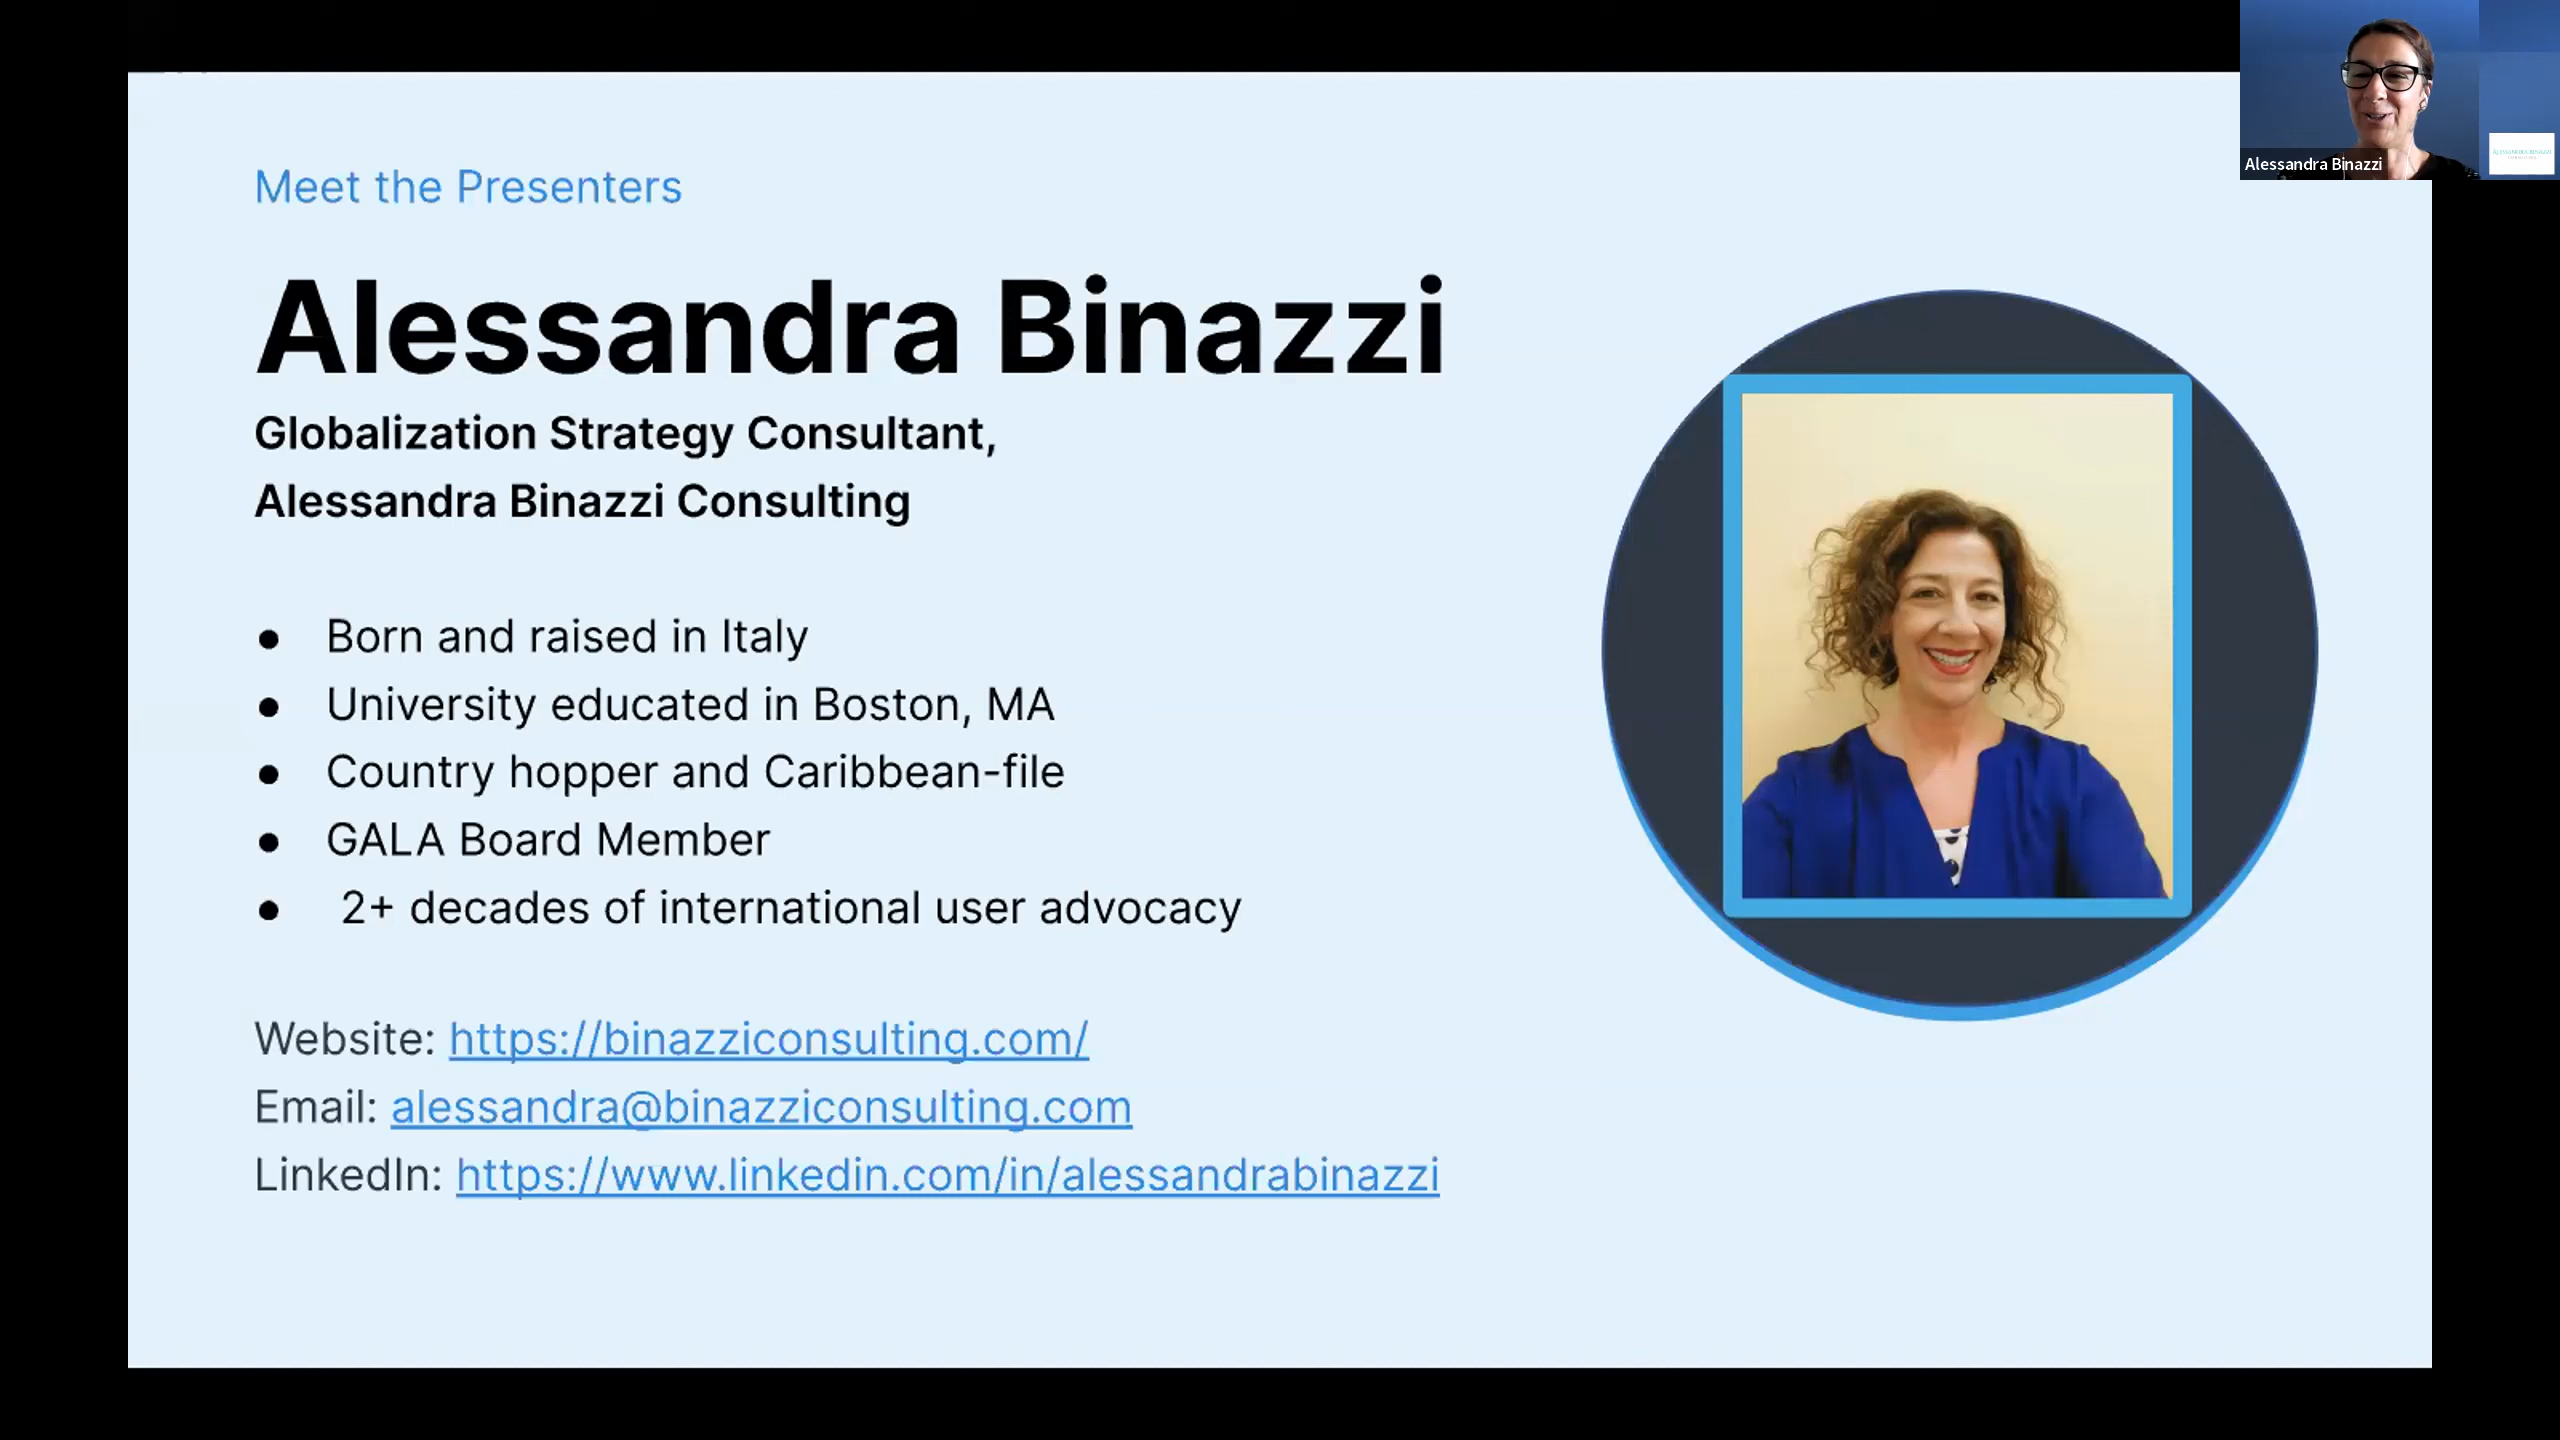 Meet the Presenters
Alessandra Binazzi
Globalization Strategy Consultant,
Alessandra Binazzi Consulting
● Born and raised in Italy
● University educated in Boston, MA
● Country hopper and Caribbean-file
● GALA Board Member
● 2+ decades of international user advocacy
Website: https://binazziconsulting.com/
Email: alessandra@binazziconsulting.com
LinkedIn: https://www.linkedin.com/in/alessandrabinazzi
Alessandra Binazzi
ALESSANDRA BINAZZI